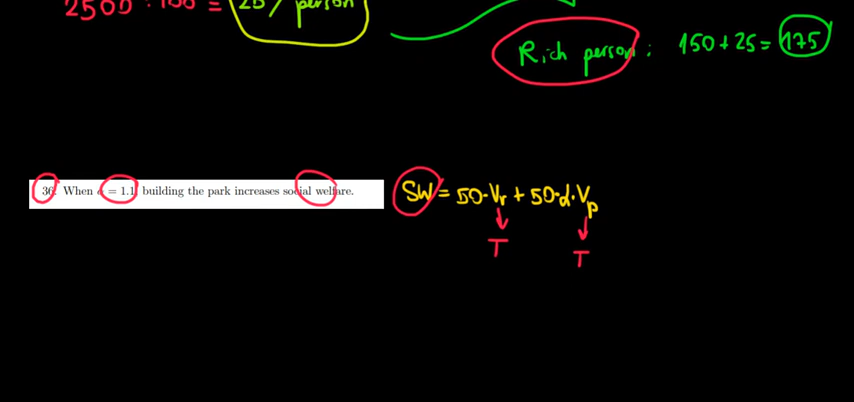 2500 : 100 = 25 / person
Rich person : 150 + 25 = 175
36. When α = 1.1, building the park increases social welfare.
SW = 50·Vr + 50·α·Vp
T T